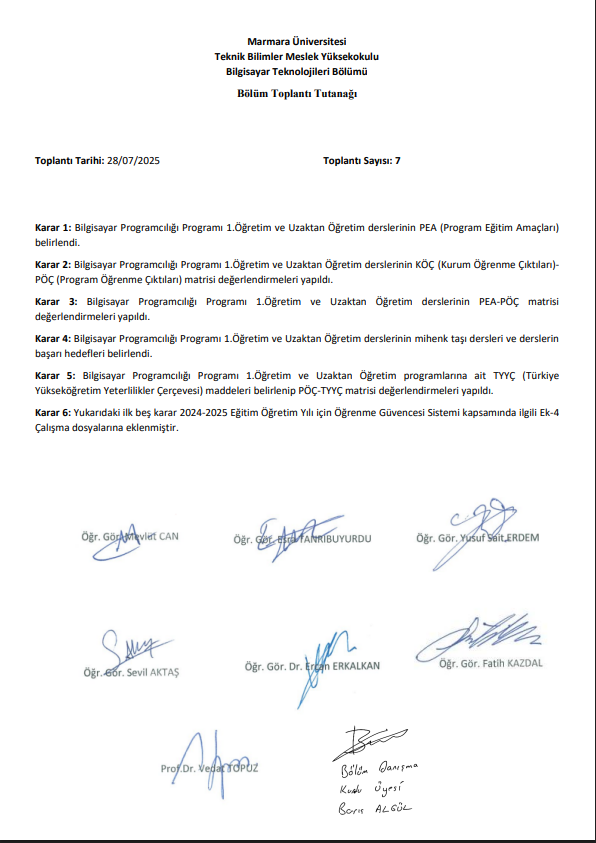 Marmara Üniversitesi
Teknik Bilimler Meslek Yüksekokulu
Bilgisayar Teknolojileri Bölümü
Bölüm Toplantı Tutanağı
Toplantı Tarihi: 28/07/2025 Toplantı Sayısı: 7
Karar 1: Bilgisayar Programcılığı Programı 1.Öğretim ve Uzaktan Öğretim derslerinin PEA (Program Eğitim Amaçları)
belirlendi.
Karar 2: Bilgisayar Programcılığı Programı 1.Öğretim ve Uzaktan Öğretim derslerinin KÖÇ (Kurum Öğrenme Çıktıları)-
PÖÇ (Program Öğrenme Çıktıları) matrisi değerlendirmeleri yapıldı.
Karar 3: Bilgisayar Programcılığı Programı 1.Öğretim ve Uzaktan Öğretim derslerinin PEA-PÖÇ matrisi
değerlendirmeleri yapıldı.
Karar 4: Bilgisayar Programcılığı Programı 1.Öğretim ve Uzaktan Öğretim derslerinin mihenk taşı dersleri ve derslerin
başarı hedefleri belirlendi.
Karar 5: Bilgisayar Programcılığı Programı 1.Öğretim ve Uzaktan Öğretim programlarına ait TYYÇ (Türkiye
Yükseköğretim Yeterlilikler Çerçevesi) maddeleri belirlenip PÖÇ-TYYÇ matrisi değerlendirmeleri yapıldı.
Karar 6: Yukarıdaki ilk beş karar 2024-2025 Eğitim Öğretim Yılı için Öğrenme Güvencesi Sistemi kapsamında ilgili Ek-4
Çalışma dosyalarına eklenmiştir.
Öğr. Gör. Mevlüt CAN Öğr. Gör. TANRIBUYURDU Öğr. Gör. Yusuf Sait ERDEM
Öğr. Gör. Sevil AKTAŞ Öğr. Gör. Dr. Ercan ERKALKAN Öğr. Gör. Fatih KAZDAL
Prof.Dr. Vedat TOPUZ
Bölüm Danışma
Kurulu Üyesi
Barış ALGÜL